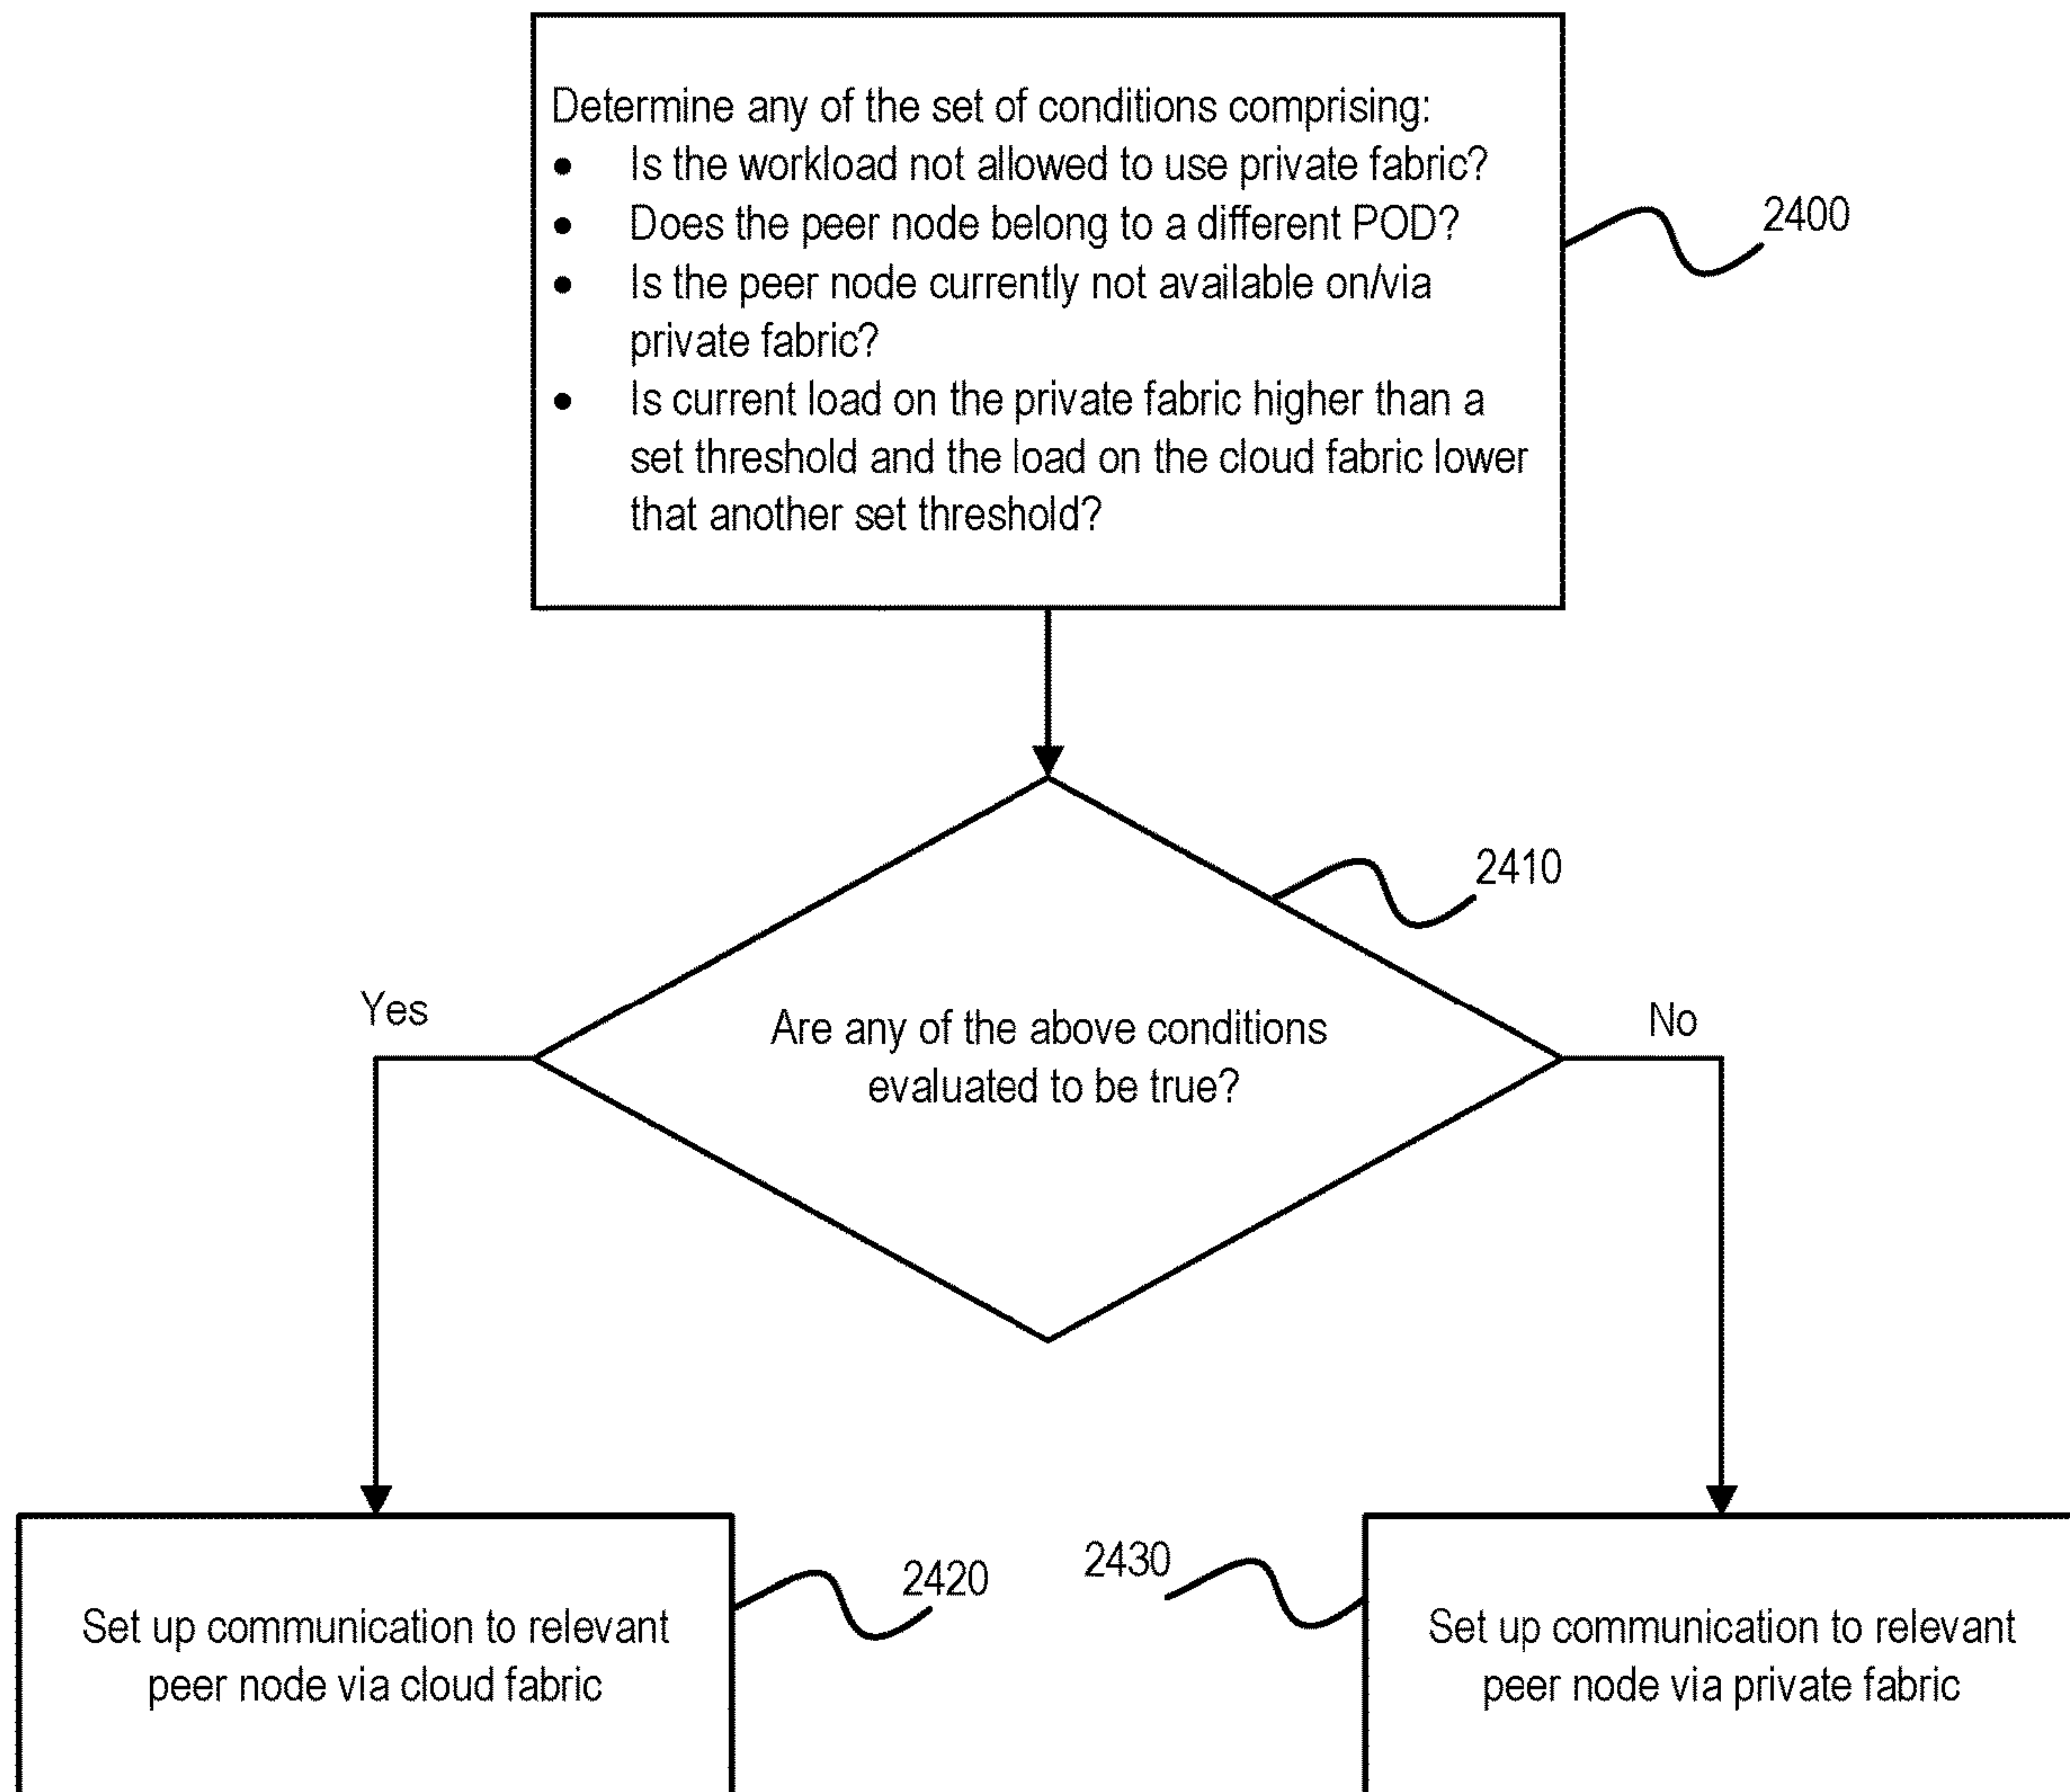 Determine any of the set of conditions comprising:
• Is the workload not allowed to use private fabric?
• Does the peer node belong to a different POD?
• Is the peer node currently not available on/via
private fabric?
• Is current load on the private fabric higher than a
set threshold and the load on the cloud fabric lower
that another set threshold?
2400
2410
Yes
No
Are any of the above conditions
evaluated to be true?
2420
2430
Set up communication to relevant
peer node via cloud fabric
Set up communication to relevant
peer node via private fabric